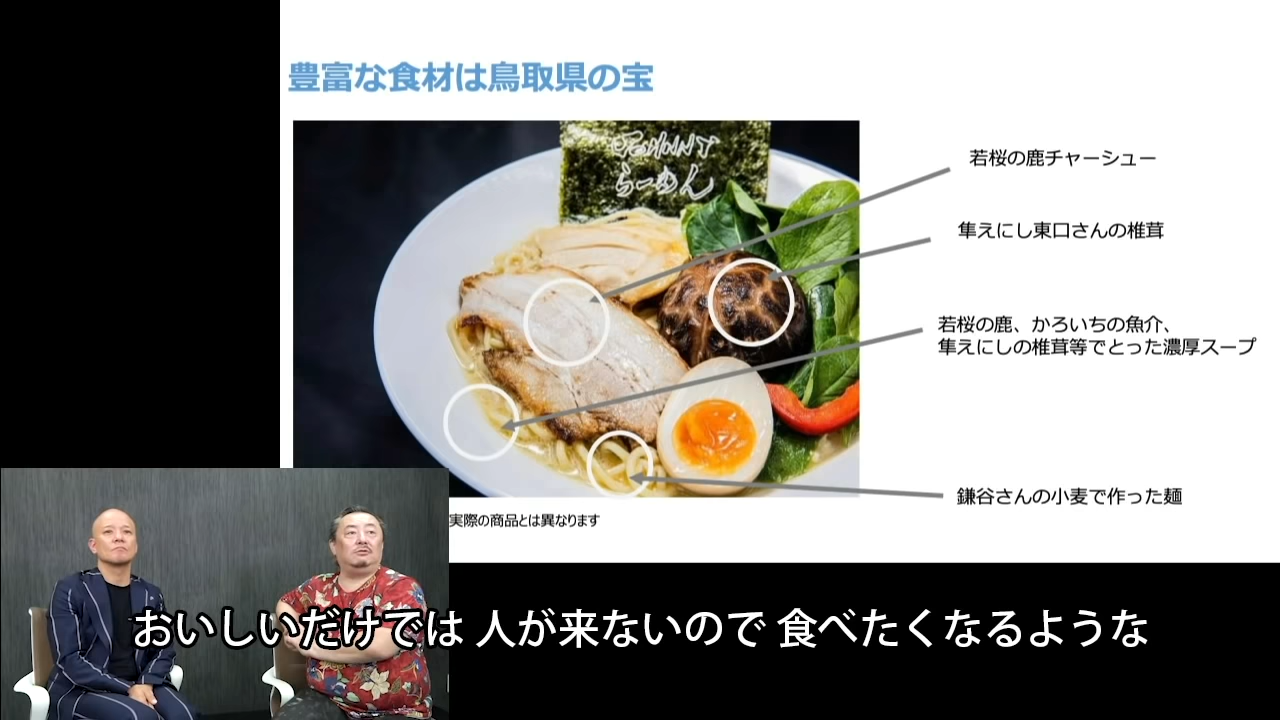 豊富な食材は鳥取県の宝
らーめん
若桜の鹿チャーシュー
隼えにし東口さんの椎茸
若桜の鹿、かろいちの魚介、
隼えにしの椎茸等でとった濃厚スープ
鎌谷さんの小麦で作った麺
実際の商品とは異なります
おいしいだけでは 人が来ないので 食べたくなるような